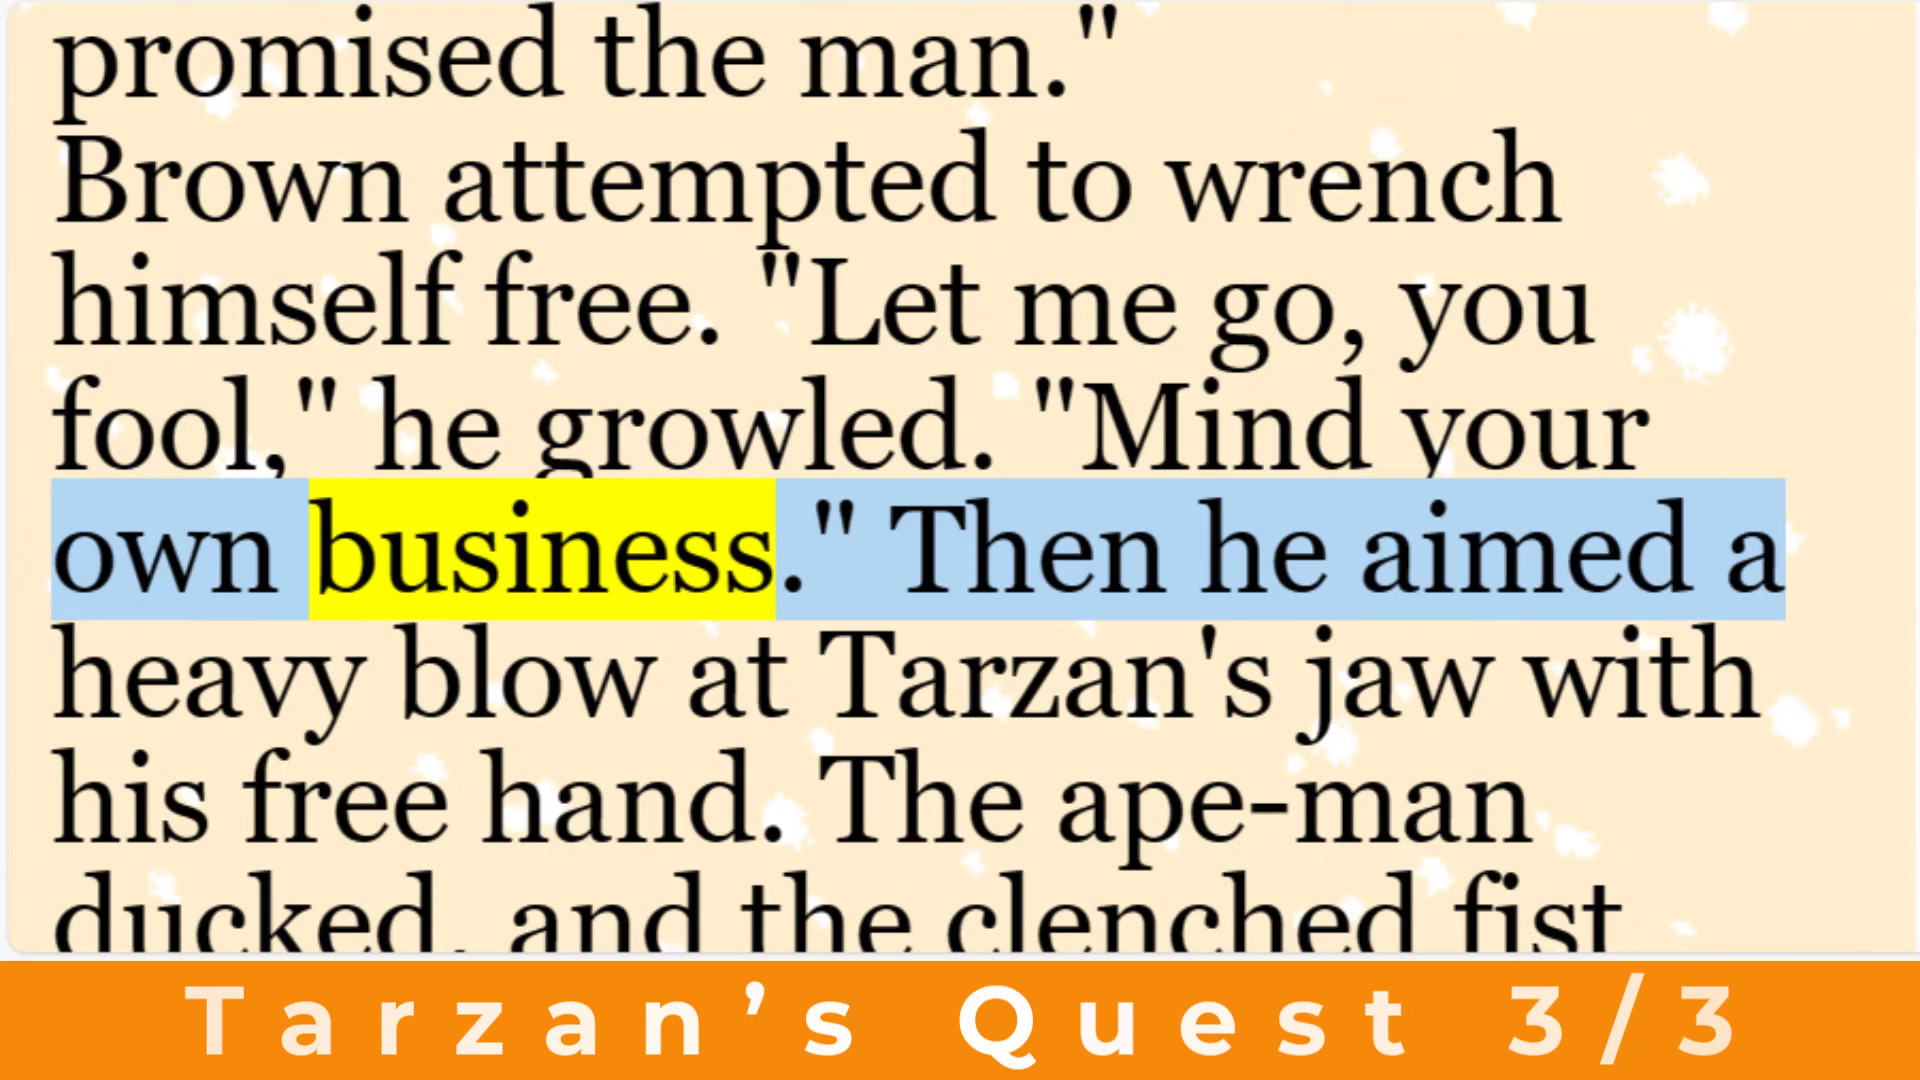 promised the man."
Brown attempted to wrench
himself free. "Let me go, you
fool," he growled. "Mind your
own business." Then he aimed a
heavy blow at Tarzan's jaw with
his free hand. The ape-man
ducked, and the clenched fist
Tarzan’s Quest 3/3